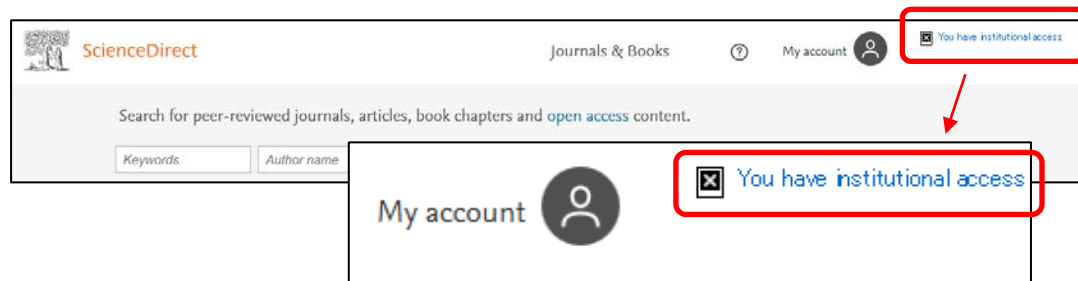 ScienceDirect
Journals & Books
?
My account
You have institutional access
Search for peer-reviewed journals, articles, book chapters and open access content.
Keywords
Author name
My account
You have institutional access